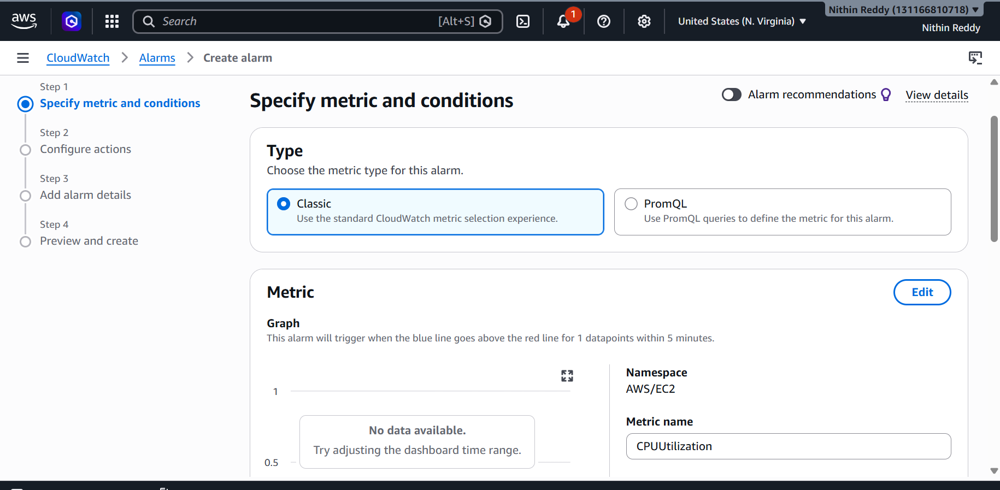 aws
Search [Alt+S]
1
United States (N. Virginia)
Nithin Reddy (131166810718)
Nithin Reddy
CloudWatch
Alarms
Create alarm
Step 1
Specify metric and conditions
Step 2
Configure actions
Step 3
Add alarm details
Step 4
Preview and create
Specify metric and conditions
Alarm recommendations
View details
Type
Choose the metric type for this alarm.
Classic
Use the standard CloudWatch metric selection experience.
PromQL
Use PromQL queries to define the metric for this alarm.
Metric
Edit
Graph
This alarm will trigger when the blue line goes above the red line for 1 datapoints within 5 minutes.
1
No data available.
Try adjusting the dashboard time range.
0.5
Namespace
AWS/EC2
Metric name
CPUUtilization